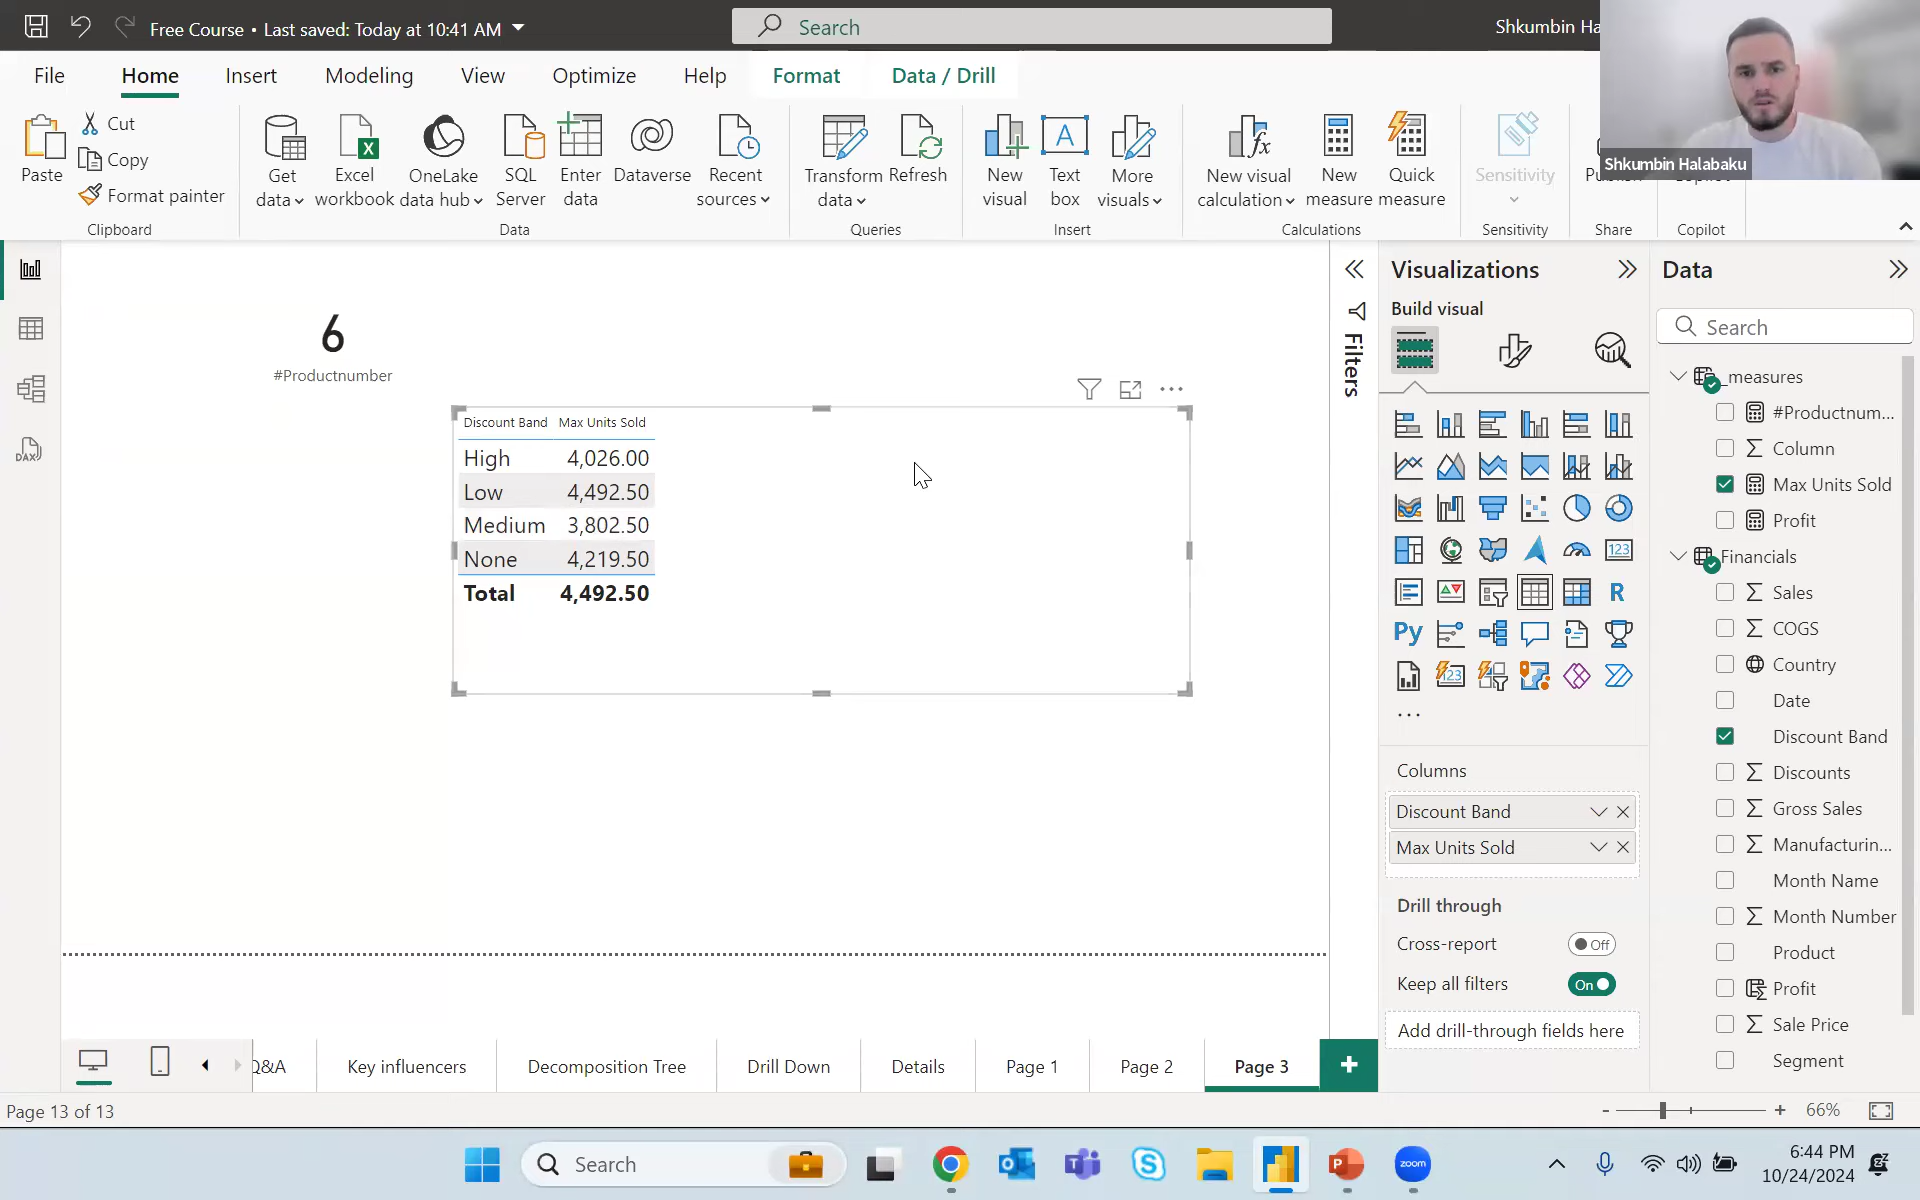 Free Course • Last saved: Today at 10:41 AM
Search
Shkumbin Ha
File
Home
Insert
Modeling
View
Optimize
Help
Format
Data / Drill
Paste
Cut
Copy
Format painter
Clipboard
Get data
Excel workbook
OneLake data hub
SQL Server
Enter data
Dataverse
Recent sources
Data
Transform data
Refresh
Queries
New visual
Text box
More visuals
Insert
New visual calculation
New measure
Quick measure
Calculations
Sensitivity
Sensitivity
Share
Copilot
Shkumbin Halabaku
6
#Productnumber
Discount Band Max Units Sold
High 4,026.00
Low 4,492.50
Medium 3,802.50
None 4,219.50
Total 4,492.50
Filters
Visualizations
Build visual
123
R
Py
123
Columns
Discount Band
Max Units Sold
Drill through
Cross-report
Off
Keep all filters
On
Add drill-through fields here
Data
Search
_measures
#Productnum...
Column
Max Units Sold
Profit
Financials
Sales
COGS
Country
Date
Discount Band
Discounts
Gross Sales
Manufacturin...
Month Name
Month Number
Product
Profit
Sale Price
Segment
DAX
Q&A
Key influencers
Decomposition Tree
Drill Down
Details
Page 1
Page 2
Page 3
+
Page 13 of 13
- + 66%
Search
zoom
6:44 PM
10/24/2024